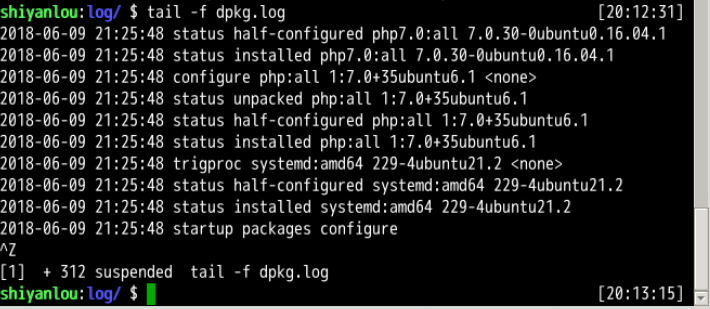 shiyanlou:log/ $ tail -f dpkg.log [20:12:31]
2018-06-09 21:25:48 status half-configured php7.0:all 7.0.30-0ubuntu0.16.04.1
2018-06-09 21:25:48 status installed php7.0:all 7.0.30-0ubuntu0.16.04.1
2018-06-09 21:25:48 configure php:all 1:7.0+35ubuntu6.1 <none>
2018-06-09 21:25:48 status unpacked php:all 1:7.0+35ubuntu6.1
2018-06-09 21:25:48 status half-configured php:all 1:7.0+35ubuntu6.1
2018-06-09 21:25:48 status installed php:all 1:7.0+35ubuntu6.1
2018-06-09 21:25:48 trigproc systemd:amd64 229-4ubuntu21.2 <none>
2018-06-09 21:25:48 status half-configured systemd:amd64 229-4ubuntu21.2
2018-06-09 21:25:48 status installed systemd:amd64 229-4ubuntu21.2
2018-06-09 21:25:48 startup packages configure
^Z
[1]  + 312 suspended  tail -f dpkg.log
shiyanlou:log/ $ [20:13:15]